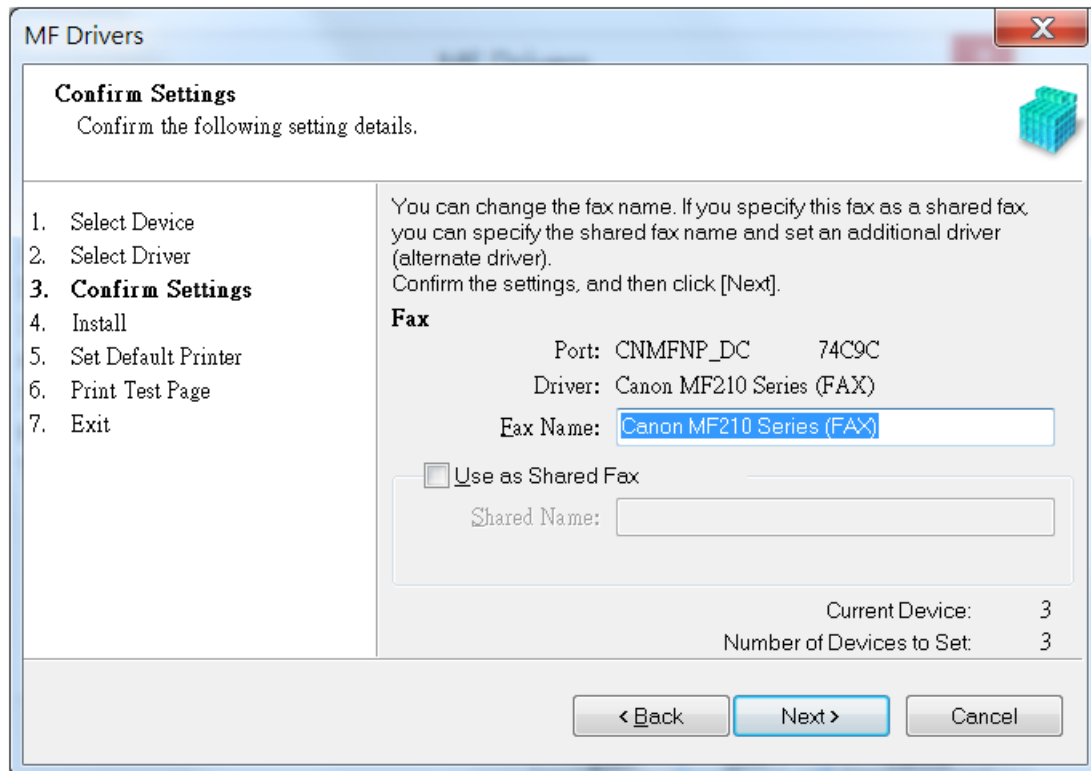 MF Drivers
X
Confirm Settings
Confirm the following setting details.
1. Select Device
2. Select Driver
3. Confirm Settings
4. Install
5. Set Default Printer
6. Print Test Page
7. Exit
You can change the fax name. If you specify this fax as a shared fax,
you can specify the shared fax name and set an additional driver
(alternate driver).
Confirm the settings, and then click [Next].
Fax
Port: CNMFNP_DC 74C9C
Driver: Canon MF210 Series (FAX)
Fax Name: Canon MF210 Series (FAX)
Use as Shared Fax
Shared Name:
Current Device: 3
Number of Devices to Set: 3
< Back Next > Cancel